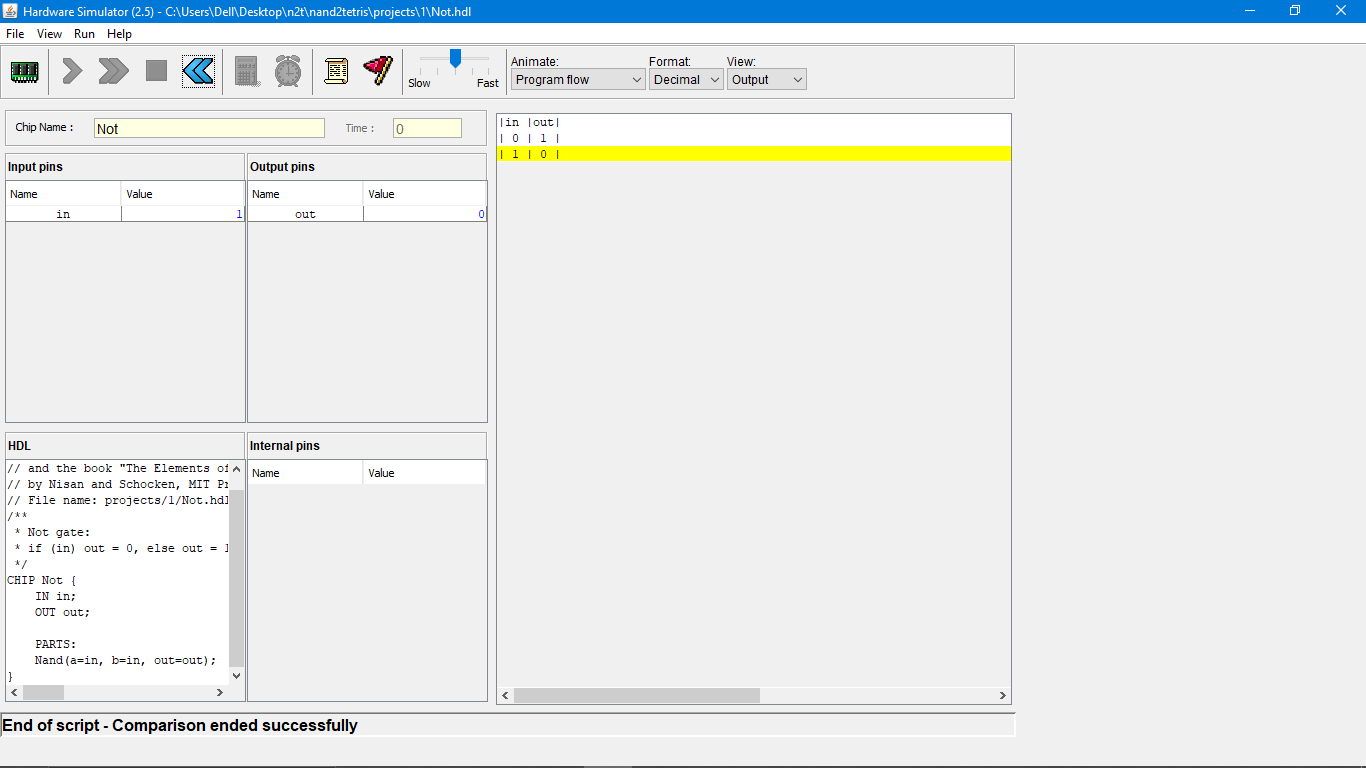 Hardware Simulator (2.5) - C:\Users\Dell\Desktop\n2t\nand2tetris\projects\1\Not.hdl
File View Run Help
Slow Fast
Animate: Format: View:
Program flow Decimal Output
Chip Name : Not Time : 0
Input pins Output pins
Name Value Name Value
in 1 out 0
|in |out|
| 0 | 1 |
| 1 | 0 |
HDL Internal pins
Name Value
// and the book "The Elements of
// by Nisan and Schocken, MIT Pr
// File name: projects/1/Not.hdl
/**
* Not gate:
* if (in) out = 0, else out = 1
*/
CHIP Not {
IN in;
OUT out;
PARTS:
Nand(a=in, b=in, out=out);
}
End of script - Comparison ended successfully